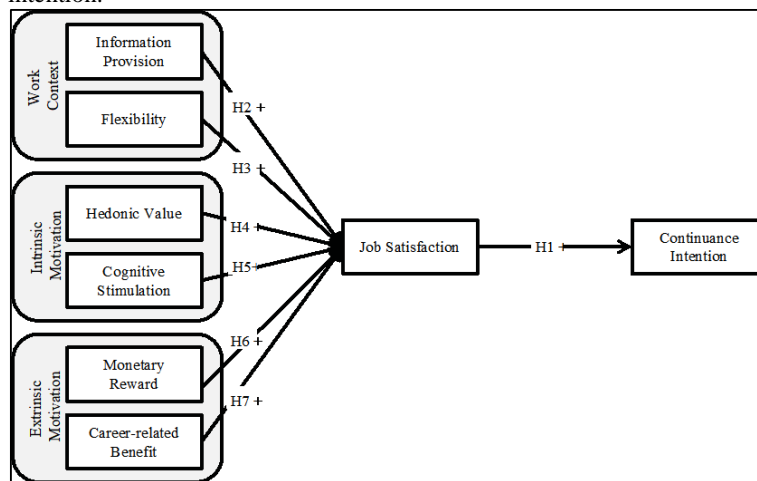 intention.
Work
Context
Information
Provision
Flexibility
H2 +
H3 +
Intrinsic Motivation
Hedonic Value
Cognitive
Stimulation
H4 +
H5+
Extrinsic
Motivation
Monetary
Reward
Career-related
Benefit
H6 +
H7 +
Job Satisfaction
H1 +
Continuance
Intention